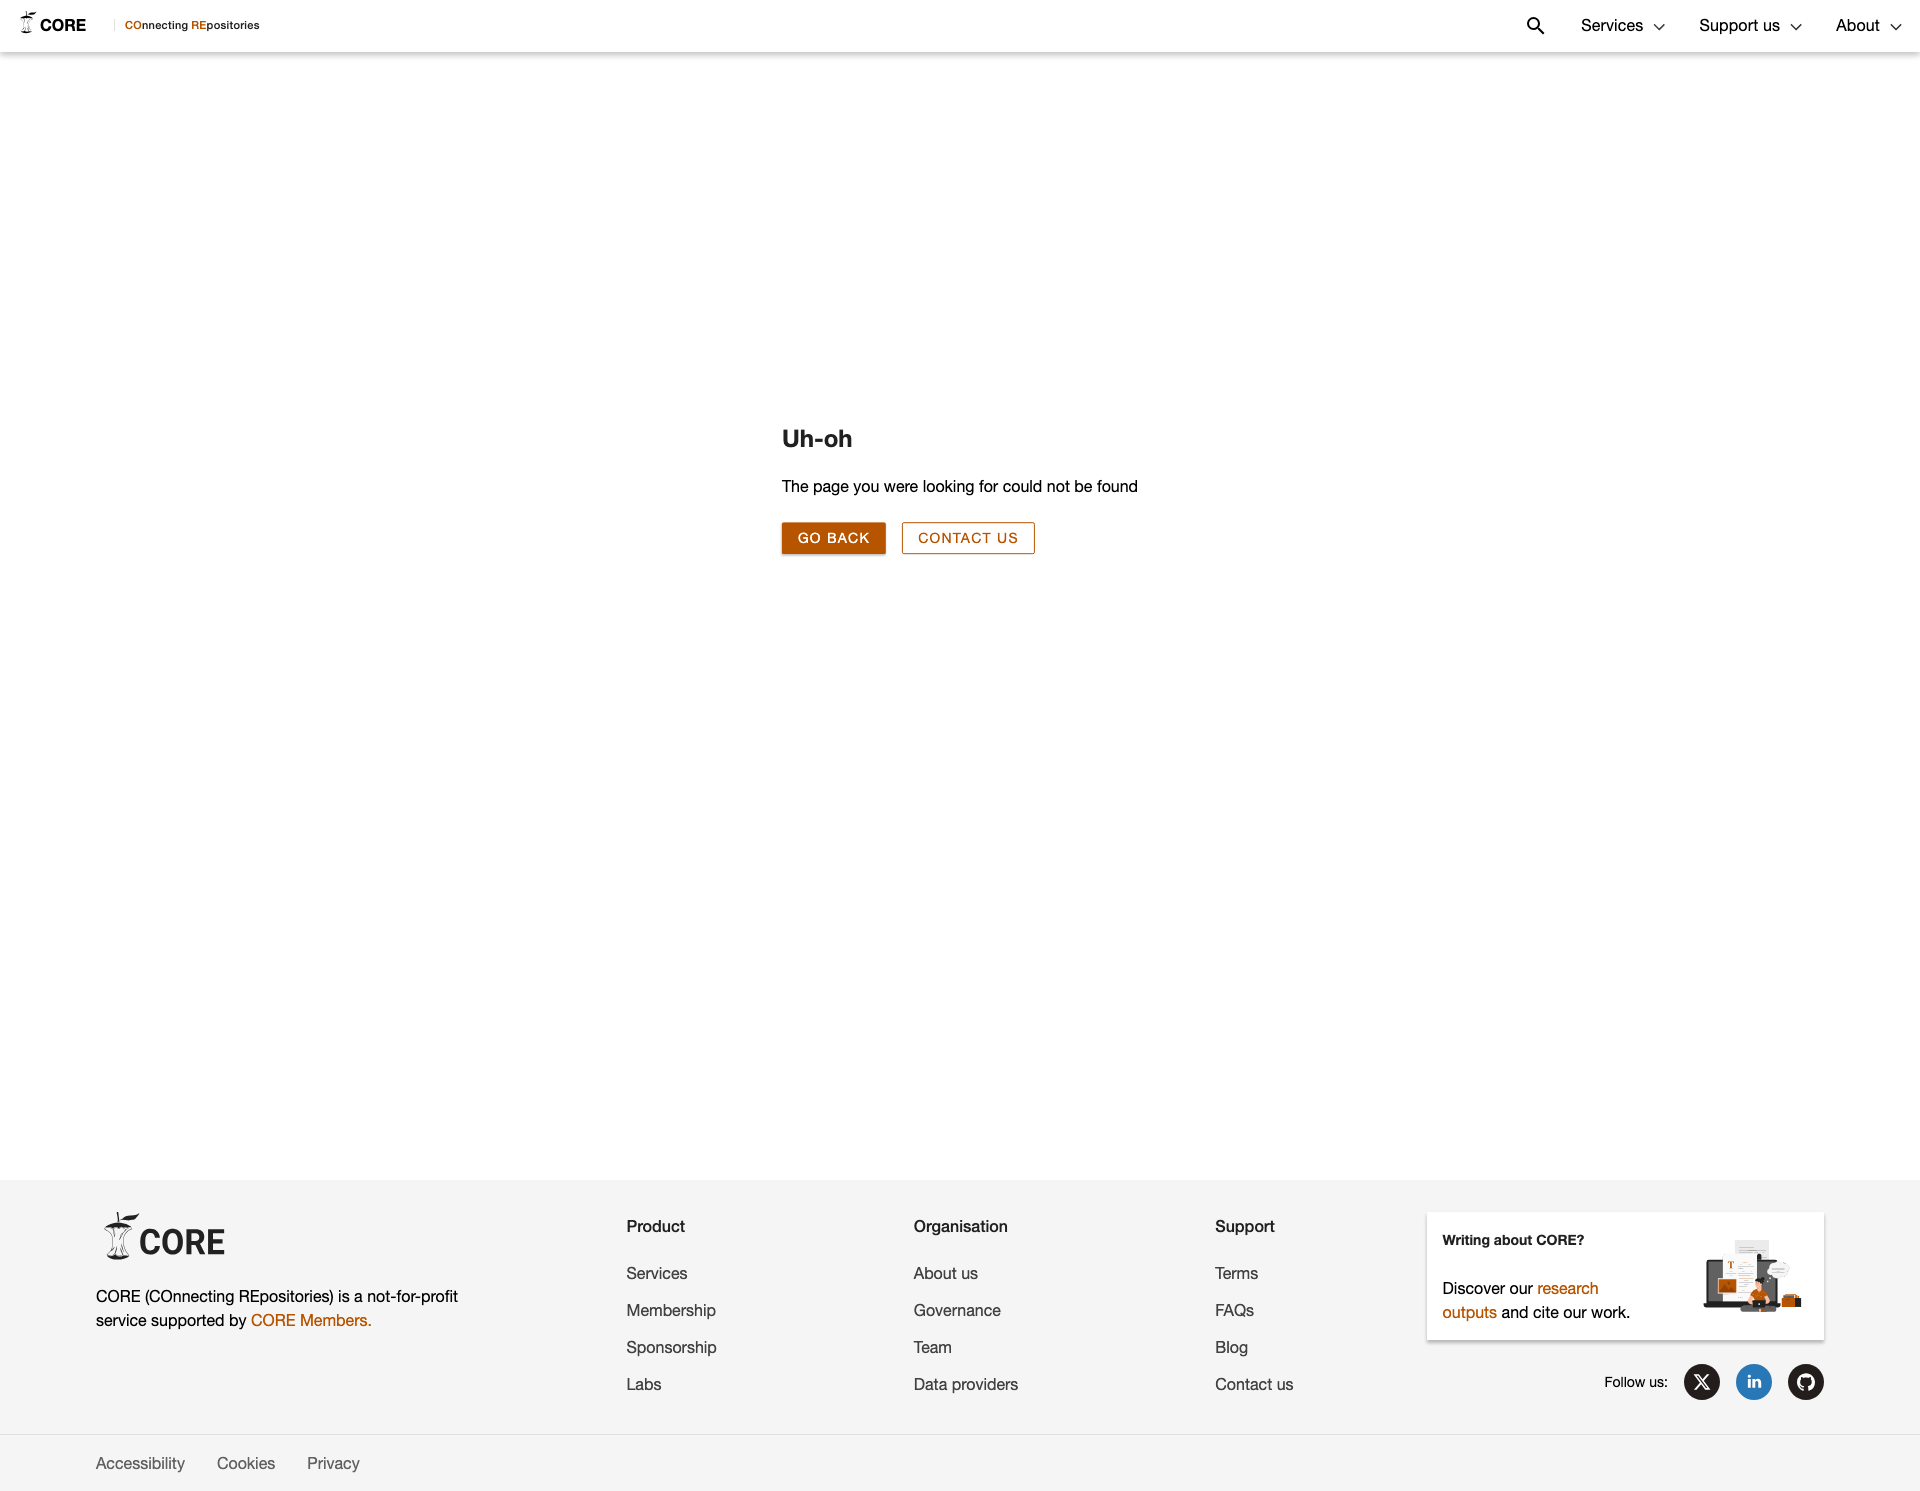 CORE
COnnecting REpositories
Services
Support us
About
Uh-oh
The page you were looking for could not be found
GO BACK
CONTACT US
CORE
CORE (COnnecting REpositories) is a not-for-profit
service supported by CORE Members.
Product
Services
Membership
Sponsorship
Labs
Organisation
About us
Governance
Team
Data providers
Support
Terms
FAQs
Blog
Contact us
Writing about CORE?
Discover our research
outputs and cite our work.
T
Follow us:
in
Accessibility
Cookies
Privacy